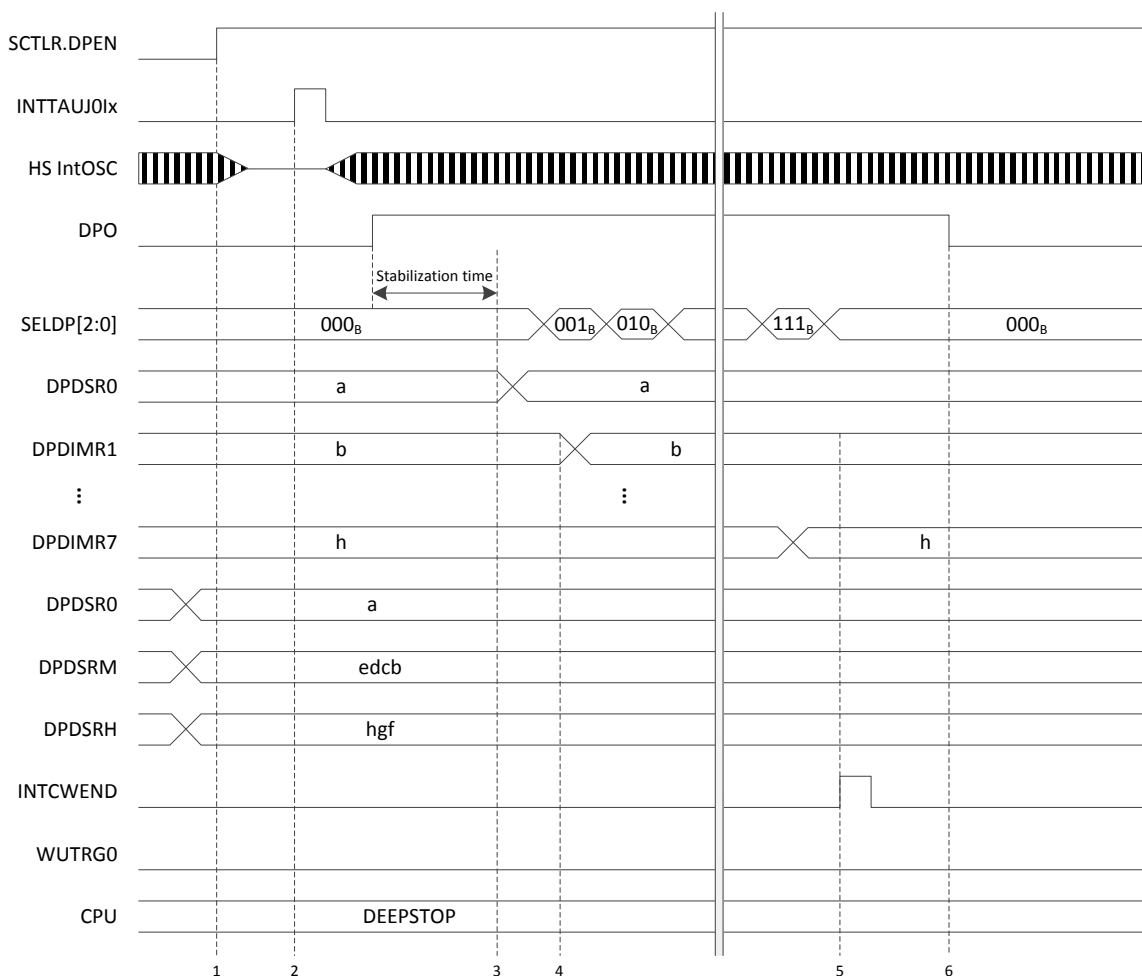 SCTLR.DPEN
INTTAUJ0Ix
HS IntOSC
DPO
Stabilization time
SELDP[2:0] 000B 001B 010B 111B 000B
DPDSR0 a a
DPDIMR1 b b
⋮ ⋮
DPDIMR7 h h
DPDSR0 a
DPDSRM edcb
DPDSRH hgf
INTCWEND
WUTRG0
CPU DEEPSTOP
1 2 3 4 5 6